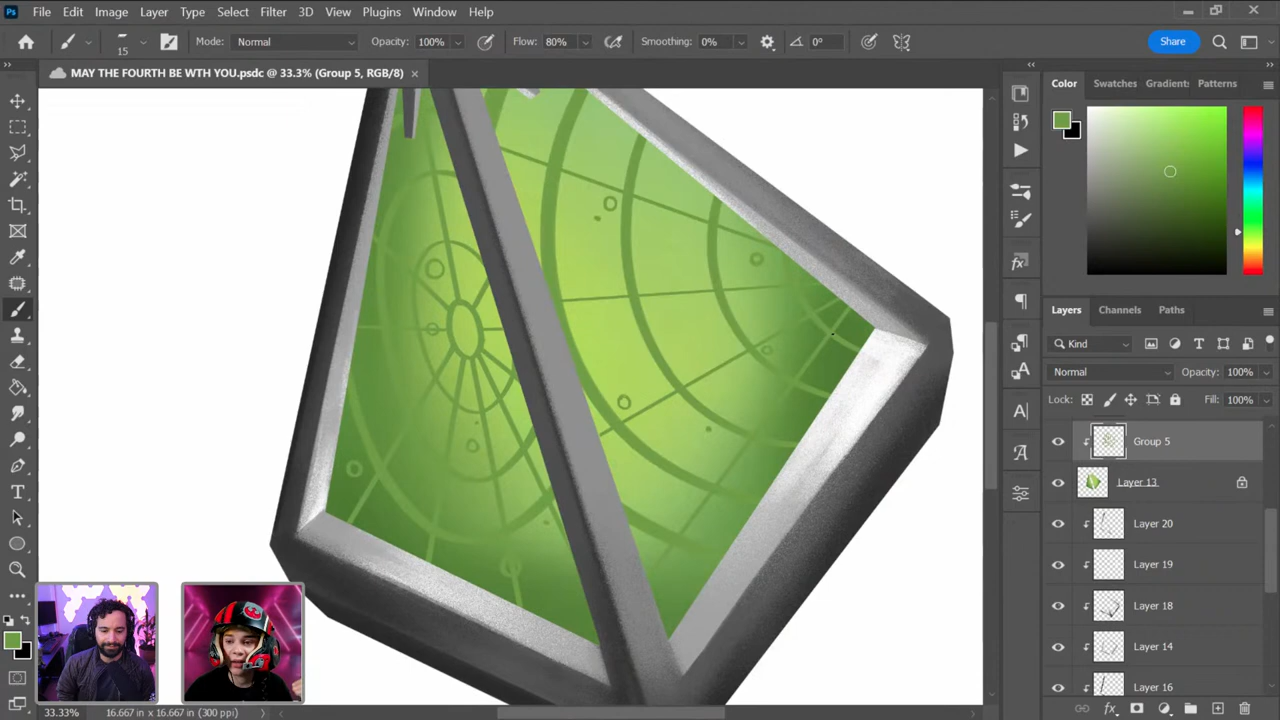 Ps File Edit Image Layer Type Select Filter 3D View Plugins Window Help
15 Mode: Normal Opacity: 100% Flow: 80% Smoothing: 0% 0° Share
MAY THE FOURTH BE WTH YOU.psdc @ 33.3% (Group 5, RGB/8)
Color Swatches Gradient: Patterns
Layers Channels Paths
Kind
Normal Opacity: 100%
Lock: Fill: 100%
Group 5
Layer 13
Layer 20
Layer 19
Layer 18
Layer 14
Layer 16
33.33% 16.667 in x 16.667 in (300 ppi)